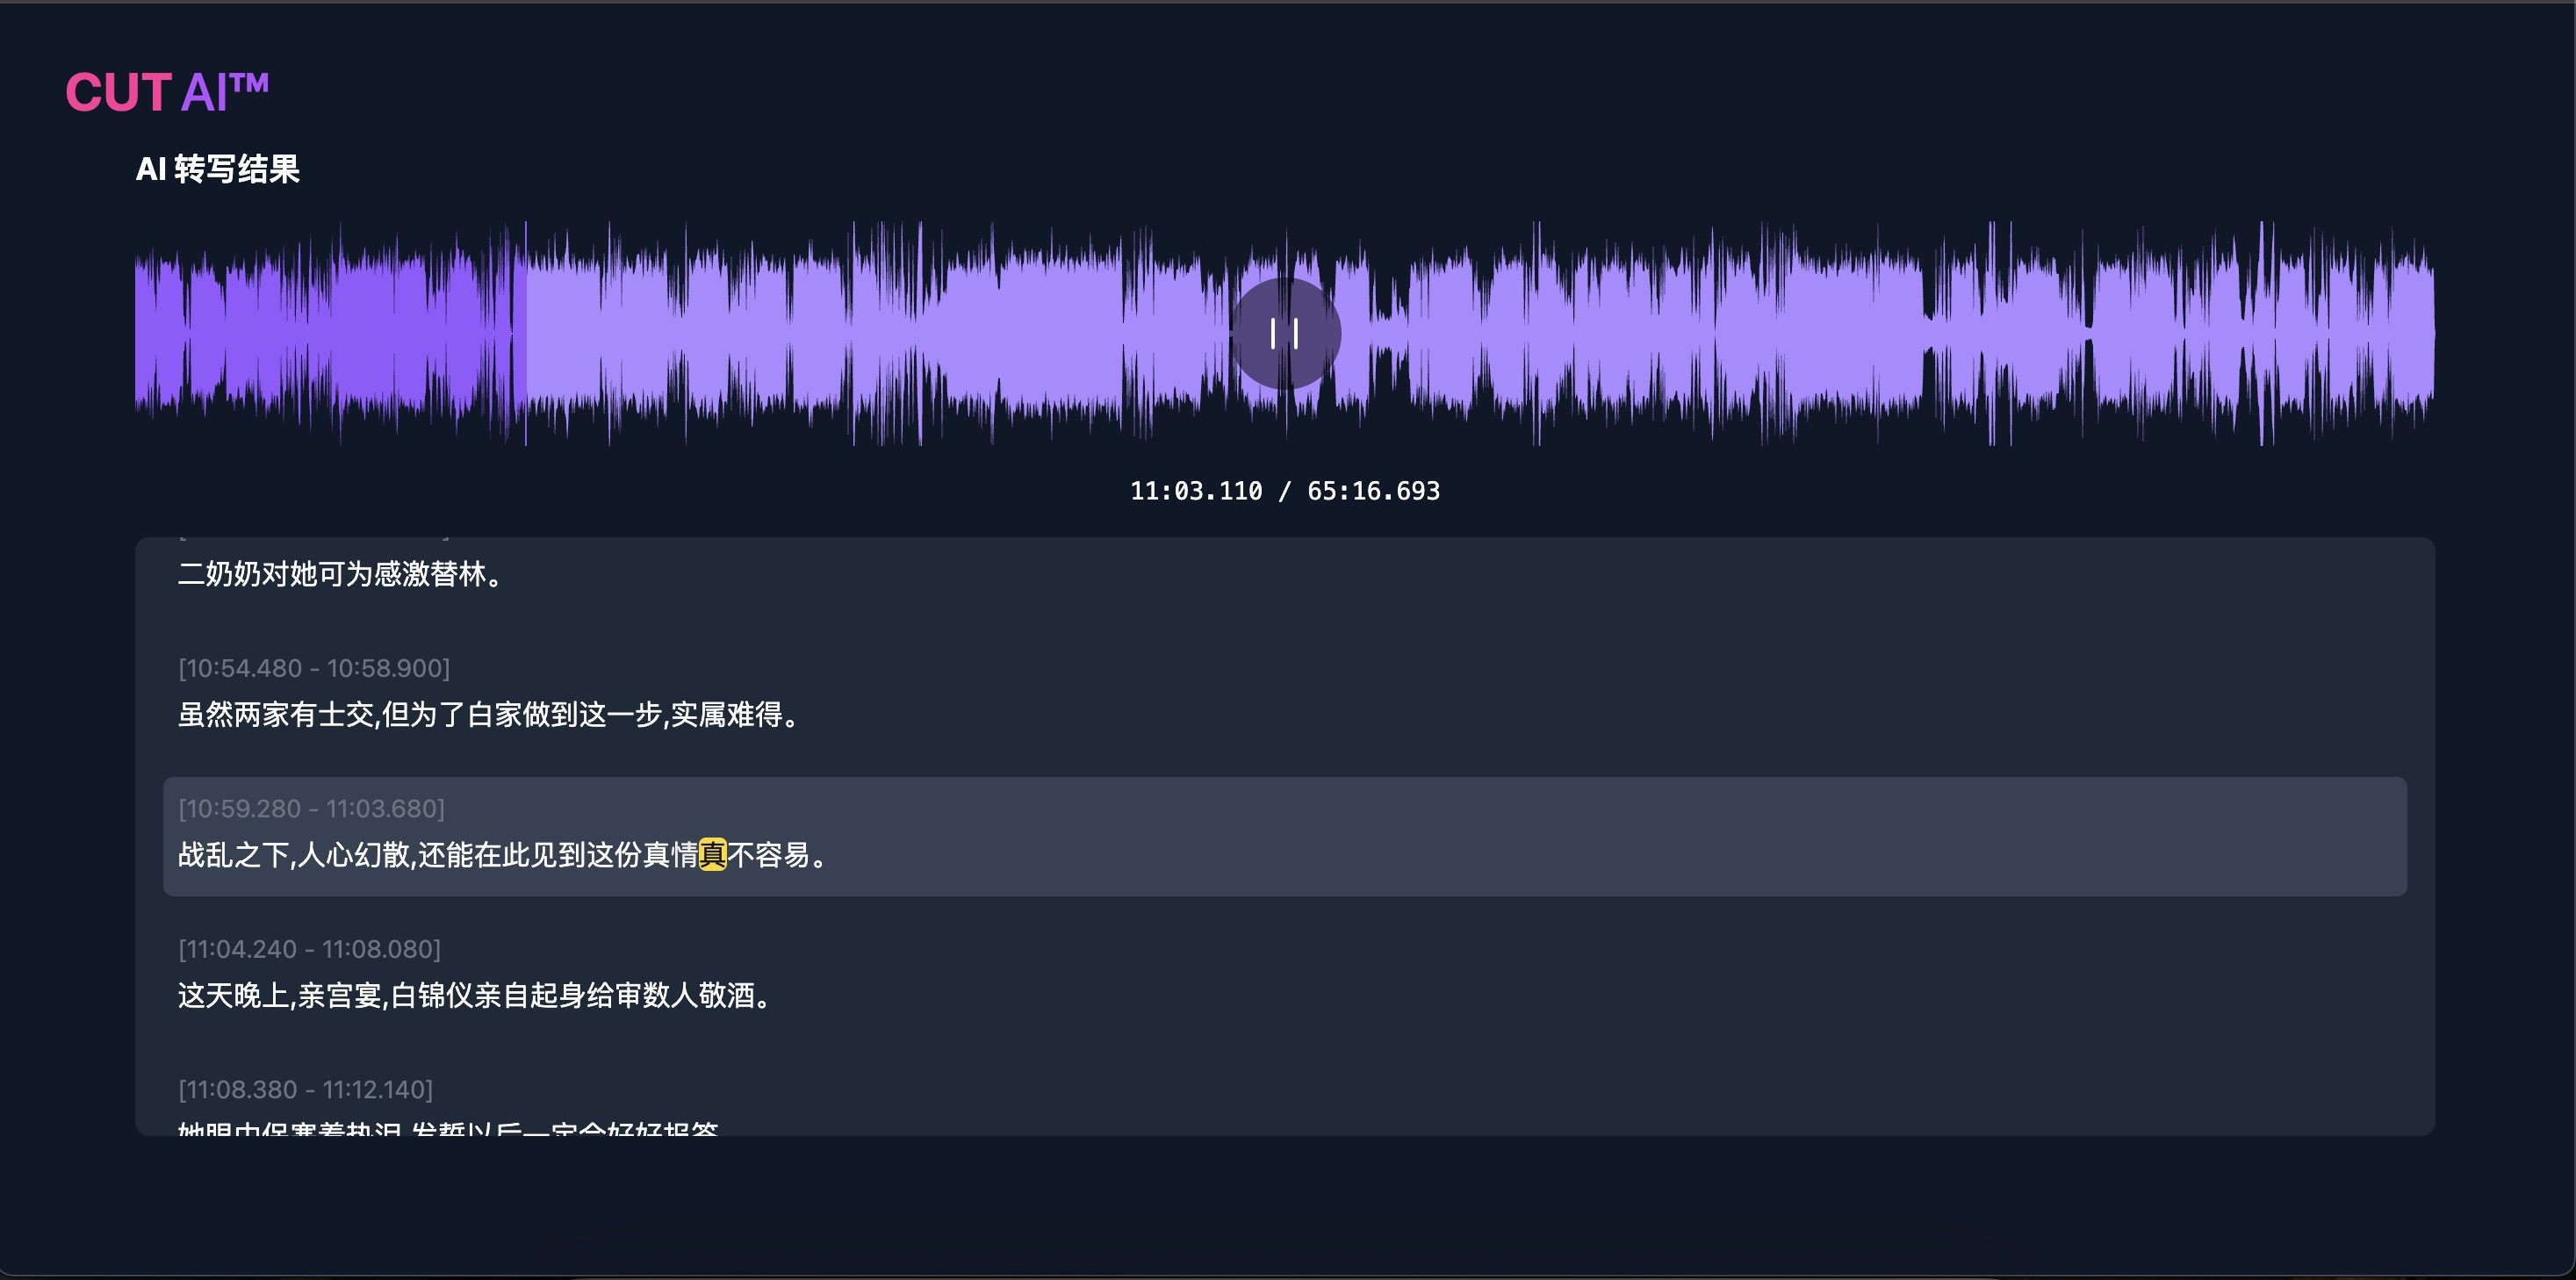 CUT AI™
AI 转写结果
11:03.110 / 65:16.693
二奶奶对她可为感激替林。
[10:54.480 - 10:58.900]
虽然两家有士交,但为了白家做到这一步,实属难得。
[10:59.280 - 11:03.680]
战乱之下,人心幻散,还能在此见到这份真情真不容易。
[11:04.240 - 11:08.080]
这天晚上,亲宫宴,白锦仪亲自起身给审数人敬酒。
[11:08.380 - 11:12.140]